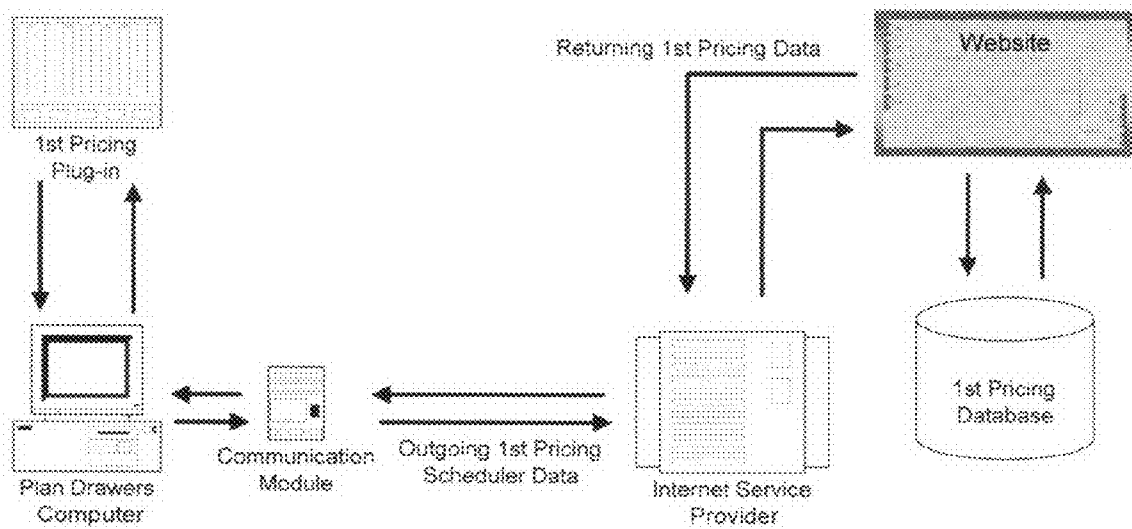 Returning 1st Pricing Data
Website
1st Pricing
Plug-in
1st Pricing
Database
Communication
Module
Outgoing 1st Pricing
Scheduler Data
Plan Drawers
Computer
Internet Service
Provider